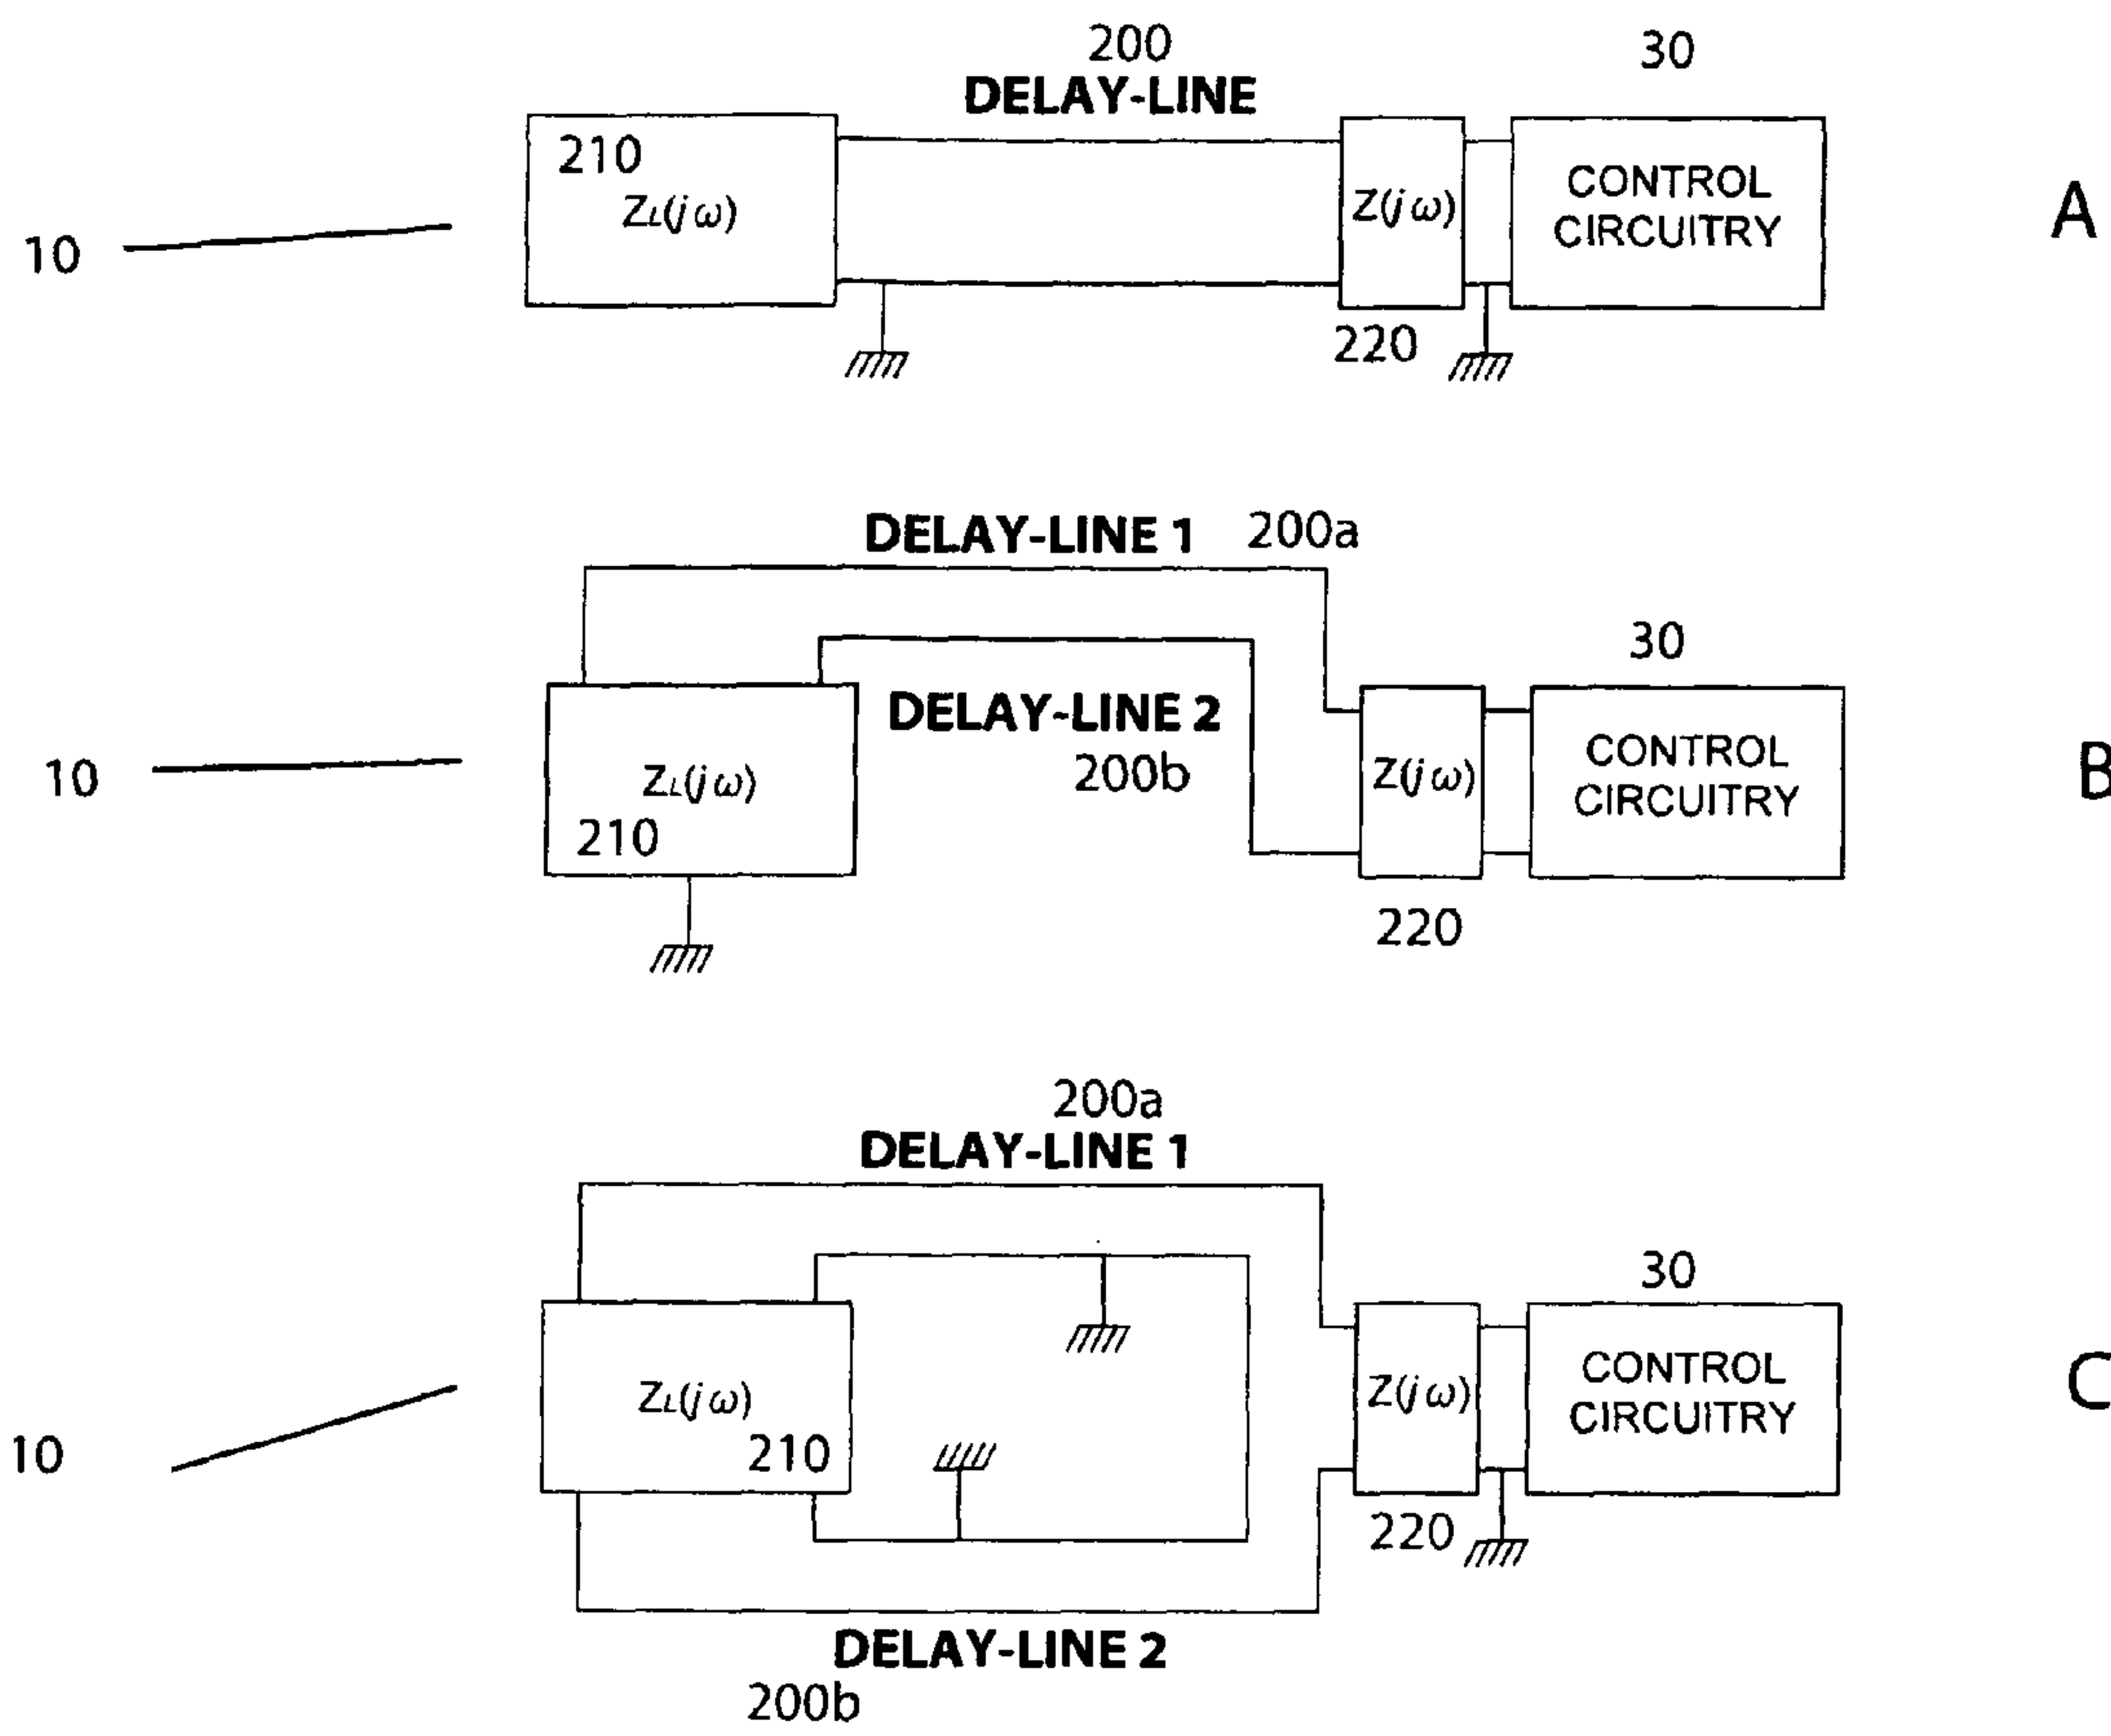 200
DELAY-LINE
30
210
ZL(jω)
Z(jω)
CONTROL
CIRCUITRY
A
10
220
DELAY-LINE 1 200a
30
DELAY-LINE 2
200b
ZL(jω)
210
Z(jω)
CONTROL
CIRCUITRY
B
10
220
200a
DELAY-LINE 1
30
ZL(jω)
210
Z(jω)
CONTROL
CIRCUITRY
C
10
220
DELAY-LINE 2
200b